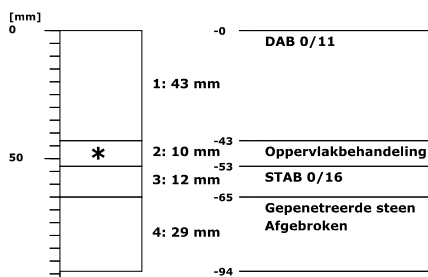 [mm]
0
-0
DAB 0/11
1: 43 mm
-43
2: 10 mm
Oppervlakbehandeling
50
*
-53
3: 12 mm
STAB 0/16
-65
Gepenetreerde steen
Afgebroken
4: 29 mm
-94